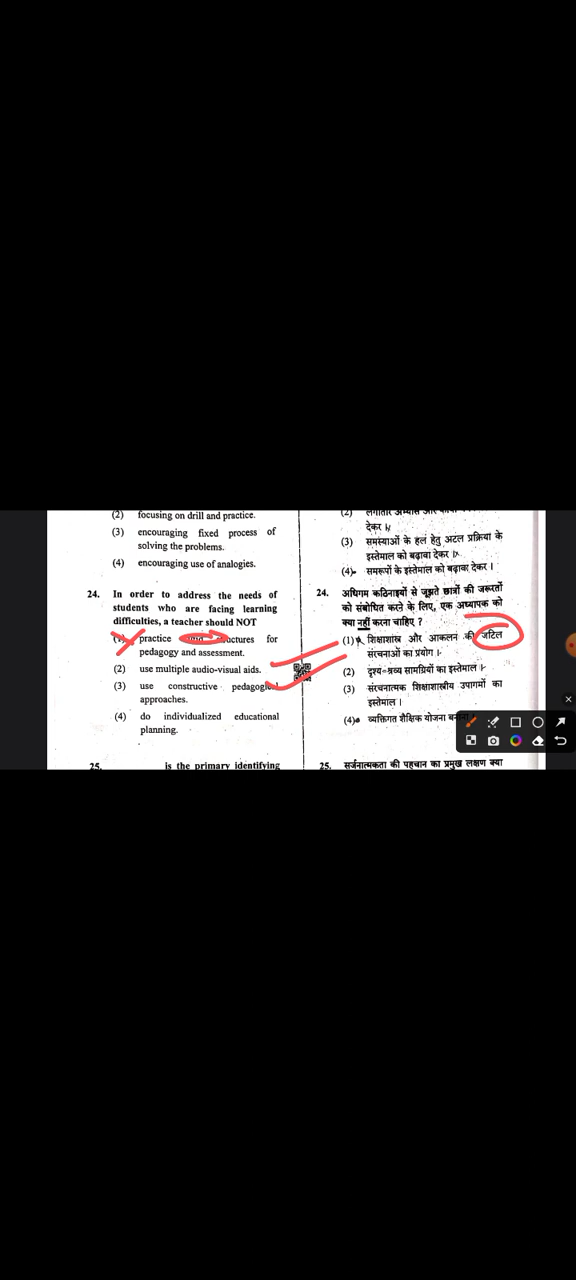 (2) focusing on drill and practice.
(3) encouraging fixed process of
solving the problems.
(4) encouraging use of analogies.
24. In order to address the needs of
students who are facing learning
difficulties, a teacher should NOT
practice structures for
pedagogy and assessment.
(2) use multiple audio-visual aids.
(3) use constructive pedagogical
approaches.
(4) do individualized educational
planning.
25. is the primary identifying
(2) लगातार अभ्यास और
देकर ।
(3) समस्याओं के हल हेतु अटल प्रक्रिया के
इस्तेमाल को बढ़ावा देकर ।
(4) समरूपों के इस्तेमाल को बढ़ावा देकर ।
24. अधिगम कठिनाइयों से जूझते छात्रों की जरूरतों
को संबोधित करने के लिए, एक अध्यापक को
क्या नहीं करना चाहिए ?
(1) शिक्षाशास्त्र और आकलन की जटिल
संरचनाओं का प्रयोग ।
(2) दृश्य-श्रव्य सामग्रियों का इस्तेमाल ।
(3) संरचनात्मक शिक्षाशास्त्रीय उपागमों का
इस्तेमाल ।
(4) व्यक्तिगत शैक्षिक योजना बनाना
25. सर्जनात्मकता की पहचान का प्रमुख लक्षण क्या